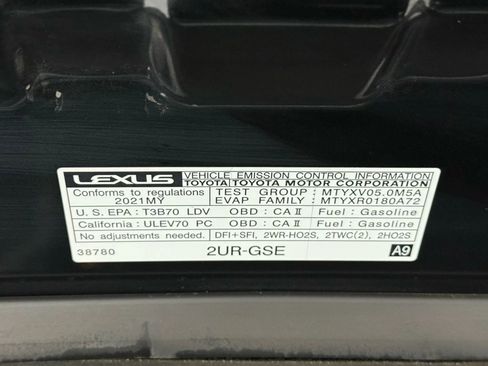 LEXUS VEHICLE EMISSION CONTROL INFORMATION
TOYOTA/TOYOTA MOTOR CORPORATION
Conforms to regulations TEST GROUP : MTYXV05.0M5A
2021MY EVAP FAMILY : MTYXR0180A72
U.S. EPA : T3B70 LDV OBD : CA II Fuel : Gasoline
California : ULEV70 PC OBD : CA II Fuel : Gasoline
No adjustments needed. DFI+SFI, 2WR-HO2S, 2TWC(2), 2HO2S
38780 2UR-GSE A9